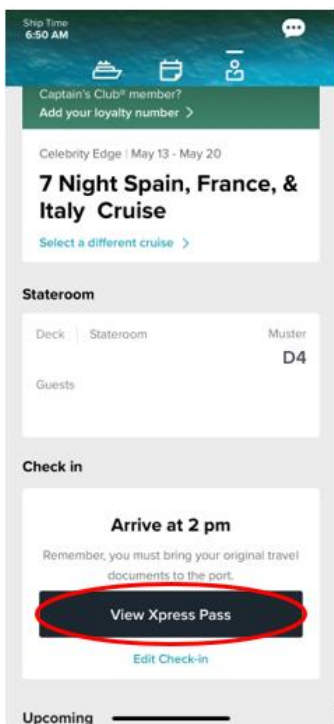 Ship Time
6:50 AM
Captain's Club® member?
Add your loyalty number >
Celebrity Edge | May 13 - May 20
7 Night Spain, France, &
Italy Cruise
Select a different cruise >
Stateroom
Deck | Stateroom Muster
D4
Guests
Check in
Arrive at 2 pm
Remember, you must bring your original travel
documents to the port.
View Xpress Pass
Edit Check-in
Upcoming